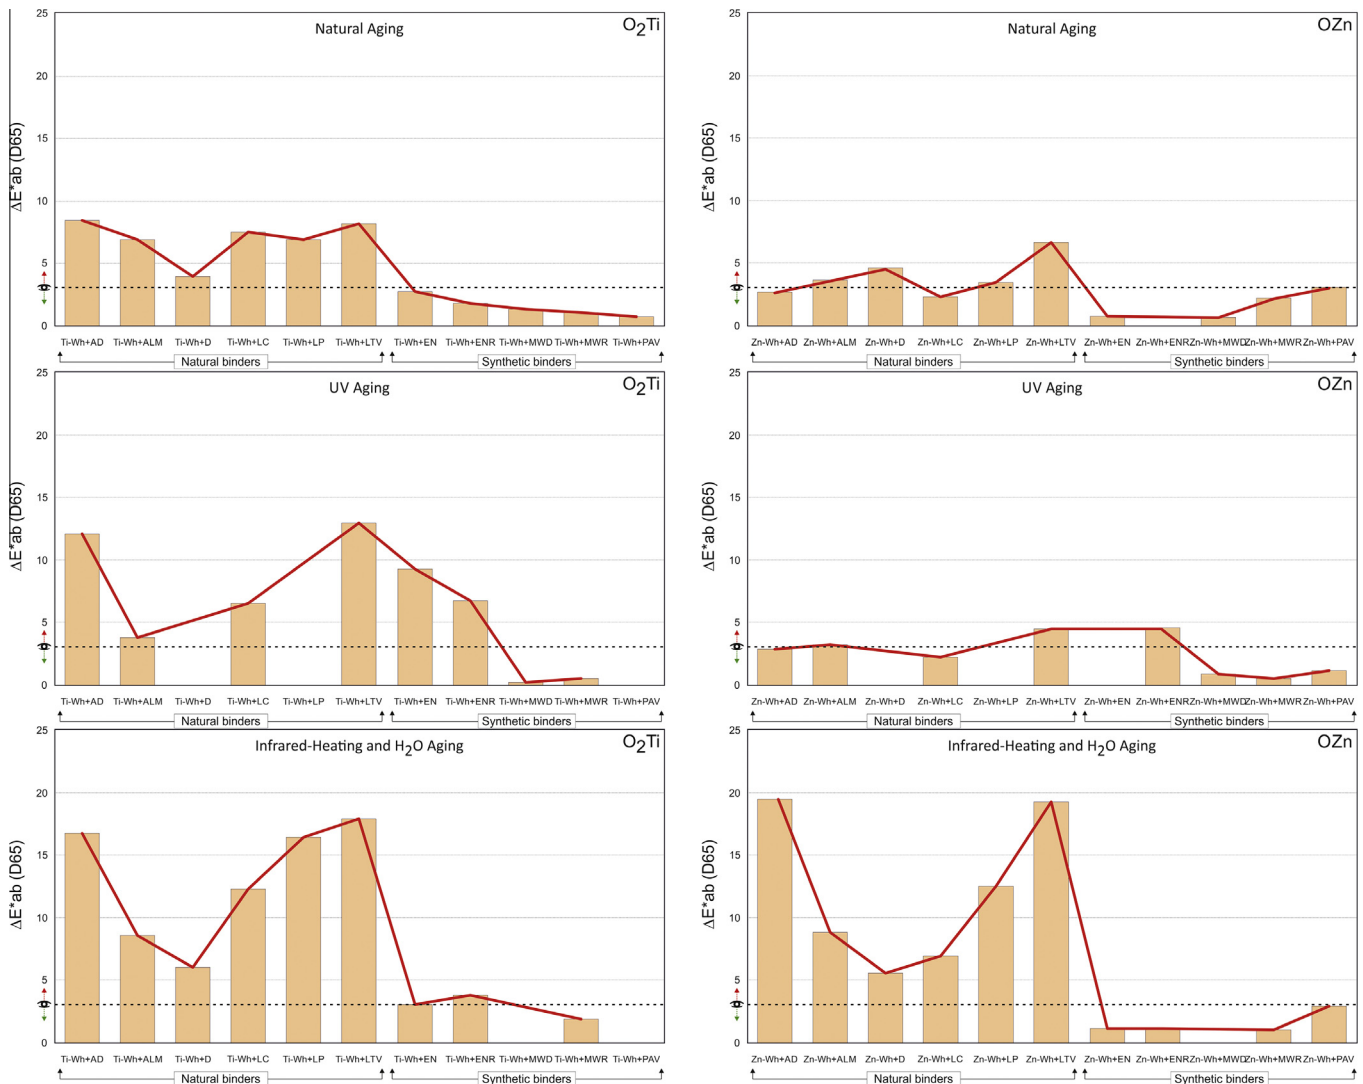 Natural Aging O2Ti
25
20
15
10
5
0
ΔE*ab (D65)
Ti-Wh+AD Ti-Wh+ALM Ti-Wh+D Ti-Wh+LC Ti-Wh+LP Ti-Wh+LTV Ti-Wh+EN Ti-Wh+ENR Ti-Wh+MWD Ti-Wh+MWR Ti-Wh+PAV
Natural binders Synthetic binders
Natural Aging OZn
25
20
15
10
5
0
ΔE*ab (D65)
Zn-Wh+AD Zn-Wh+ALM Zn-Wh+D Zn-Wh+LC Zn-Wh+LP Zn-Wh+LTV Zn-Wh+EN Zn-Wh+ENR Zn-Wh+MWD Zn-Wh+MWR Zn-Wh+PAV
Natural binders Synthetic binders
UV Aging O2Ti
25
20
15
10
5
0
ΔE*ab (D65)
Ti-Wh+AD Ti-Wh+ALM Ti-Wh+D Ti-Wh+LC Ti-Wh+LP Ti-Wh+LTV Ti-Wh+EN Ti-Wh+ENR Ti-Wh+MWD Ti-Wh+MWR Ti-Wh+PAV
Natural binders Synthetic binders
UV Aging OZn
25
20
15
10
5
0
ΔE*ab (D65)
Zn-Wh+AD Zn-Wh+ALM Zn-Wh+D Zn-Wh+LC Zn-Wh+LP Zn-Wh+LTV Zn-Wh+EN Zn-Wh+ENR Zn-Wh+MWD Zn-Wh+MWR Zn-Wh+PAV
Natural binders Synthetic binders
Infrared-Heating and H2O Aging O2Ti
25
20
15
10
5
0
ΔE*ab (D65)
Ti-Wh+AD Ti-Wh+ALM Ti-Wh+D Ti-Wh+LC Ti-Wh+LP Ti-Wh+LTV Ti-Wh+EN Ti-Wh+ENR Ti-Wh+MWD Ti-Wh+MWR Ti-Wh+PAV
Natural binders Synthetic binders
Infrared-Heating and H2O Aging OZn
25
20
15
10
5
0
ΔE*ab (D65)
Zn-Wh+AD Zn-Wh+ALM Zn-Wh+D Zn-Wh+LC Zn-Wh+LP Zn-Wh+LTV Zn-Wh+EN Zn-Wh+ENR Zn-Wh+MWD Zn-Wh+MWR Zn-Wh+PAV
Natural binders Synthetic binders